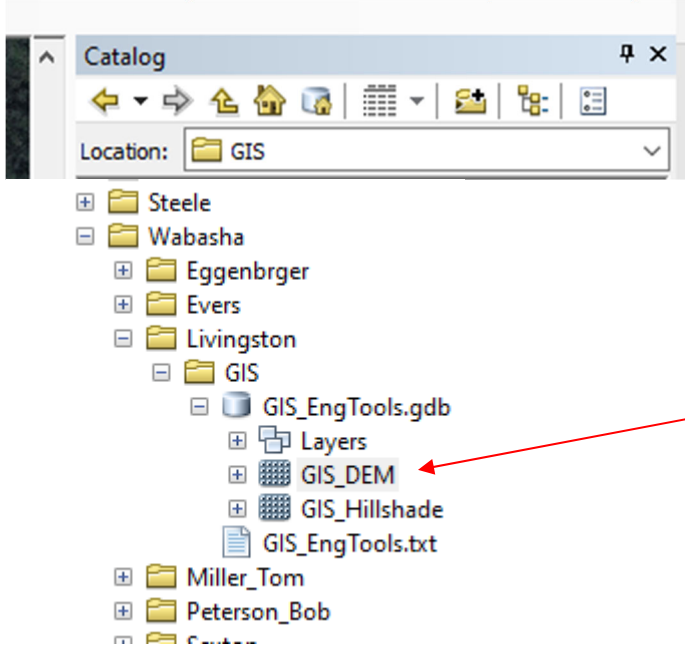 Catalog
Location: GIS
Steele
Wabasha
Eggenbrger
Evers
Livingston
GIS
GIS_EngTools.gdb
Layers
GIS_DEM
GIS_Hillshade
GIS_EngTools.txt
Miller_Tom
Peterson_Bob